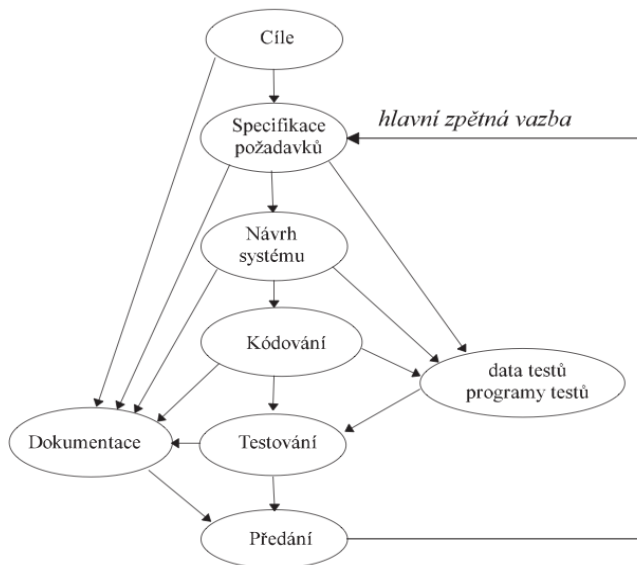 Cíle
hlavní zpětná vazba
Specifikace
požadavků
Návrh
systému
Kódování
data testů
programy testů
Dokumentace
Testování
Předání